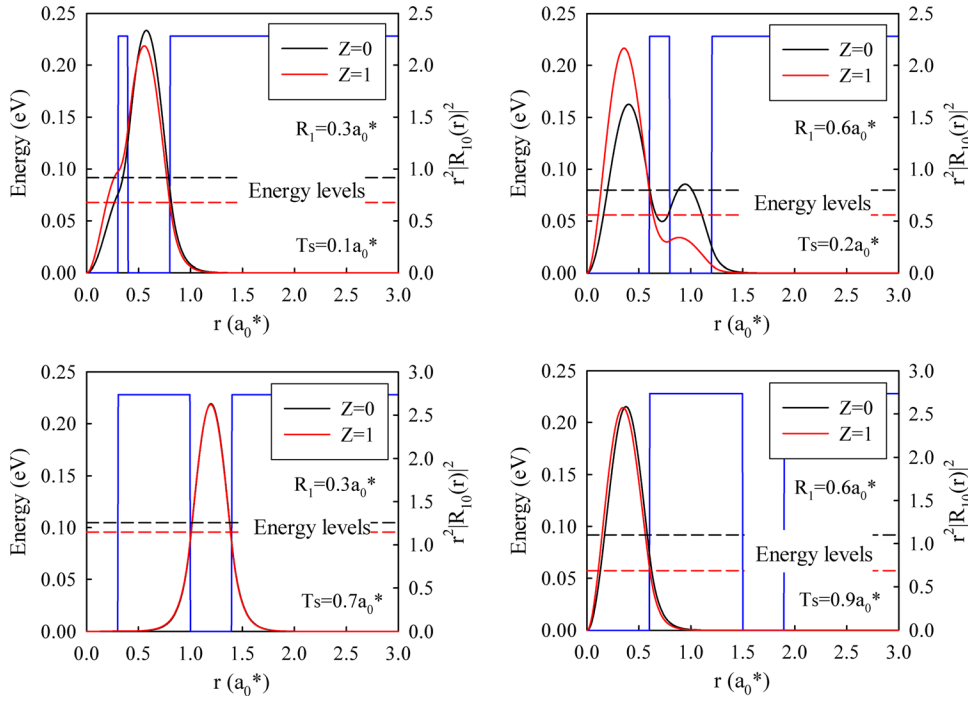 0.25
0.20
0.15
0.10
0.05
0.00
Energy (eV)
2.5
2.0
1.5
1.0
0.5
0.0
r²|R₁₀(r)|²
Z=0
Z=1
R₁=0.3a₀*
Energy levels
Ts=0.1a₀*
0.0 0.5 1.0 1.5 2.0 2.5 3.0
r (a₀*)
0.25
0.20
0.15
0.10
0.05
0.00
Energy (eV)
2.5
2.0
1.5
1.0
0.5
0.0
r²|R₁₀(r)|²
Z=0
Z=1
R₁=0.6a₀*
Energy levels
Ts=0.2a₀*
0.0 0.5 1.0 1.5 2.0 2.5 3.0
r (a₀*)
0.25
0.20
0.15
0.10
0.05
0.00
Energy (eV)
3.0
2.5
2.0
1.5
1.0
0.5
0.0
r²|R₁₀(r)|²
Z=0
Z=1
R₁=0.3a₀*
Energy levels
Ts=0.7a₀*
0.0 0.5 1.0 1.5 2.0 2.5 3.0
r (a₀*)
0.25
0.20
0.15
0.10
0.05
0.00
Energy (eV)
3.0
2.5
2.0
1.5
1.0
0.5
0.0
r²|R₁₀(r)|²
Z=0
Z=1
R₁=0.6a₀*
Energy levels
Ts=0.9a₀*
0.0 0.5 1.0 1.5 2.0 2.5 3.0
r (a₀*)